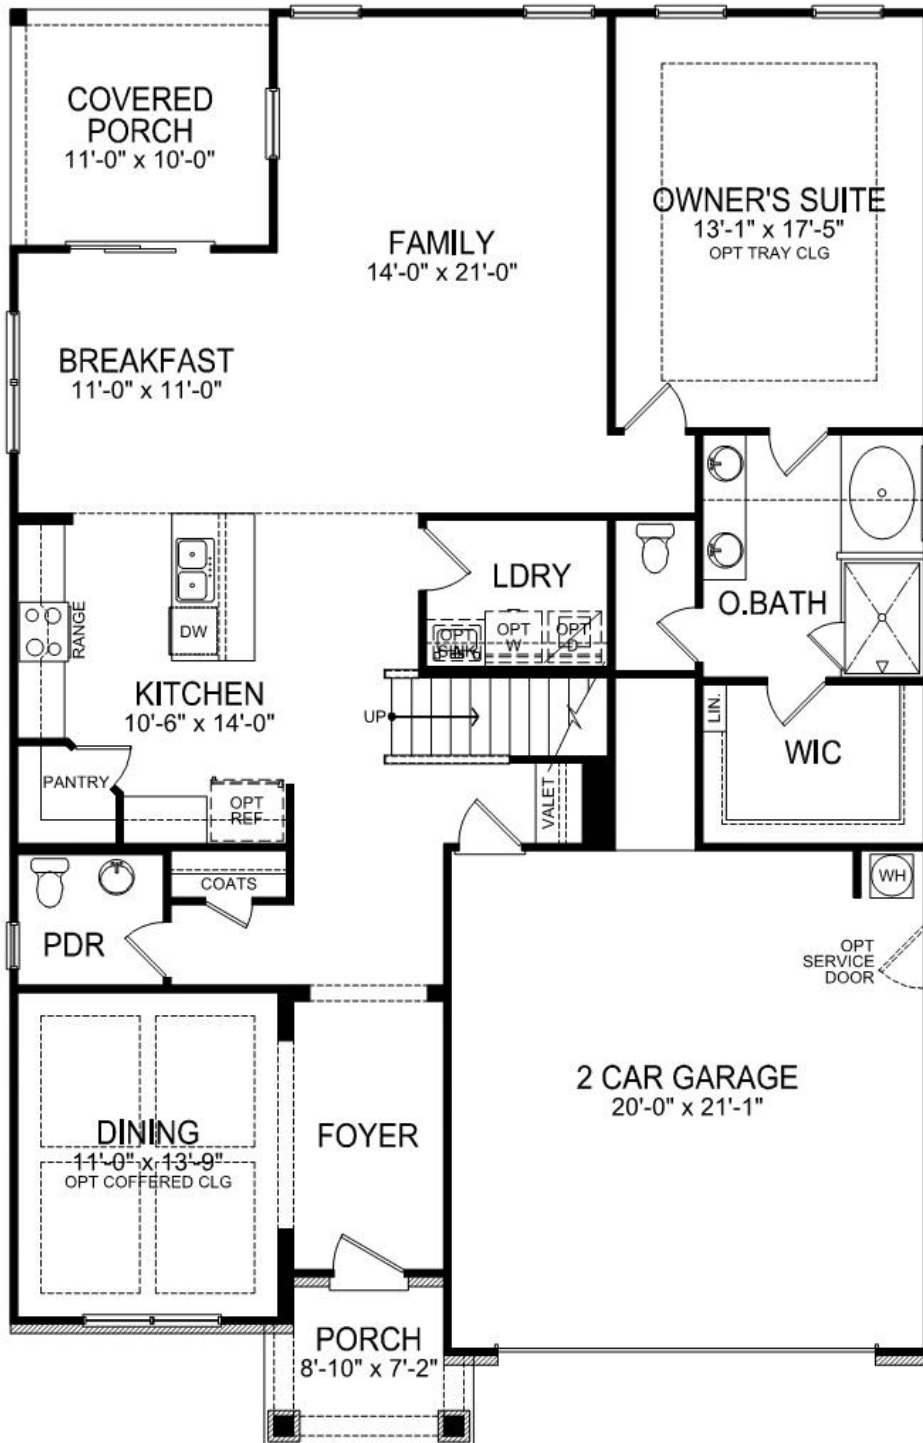 COVERED
PORCH
11'-0" x 10'-0"
FAMILY
14'-0" x 21'-0"
OWNER'S SUITE
13'-1" x 17'-5"
OPT TRAY CLG
BREAKFAST
11'-0" x 11'-0"
LDRY
OPT
SINK
OPT
W
OPT
D
O.BATH
RANGE
DW
KITCHEN
10'-6" x 14'-0"
UP
LIN.
WIC
PANTRY
OPT
REF
VALET
COATS
PDR
WH
OPT
SERVICE
DOOR
2 CAR GARAGE
20'-0" x 21'-1"
DINING
11'-0" x 13'-9"
OPT COFFERED CLG
FOYER
PORCH
8'-10" x 7'-2"